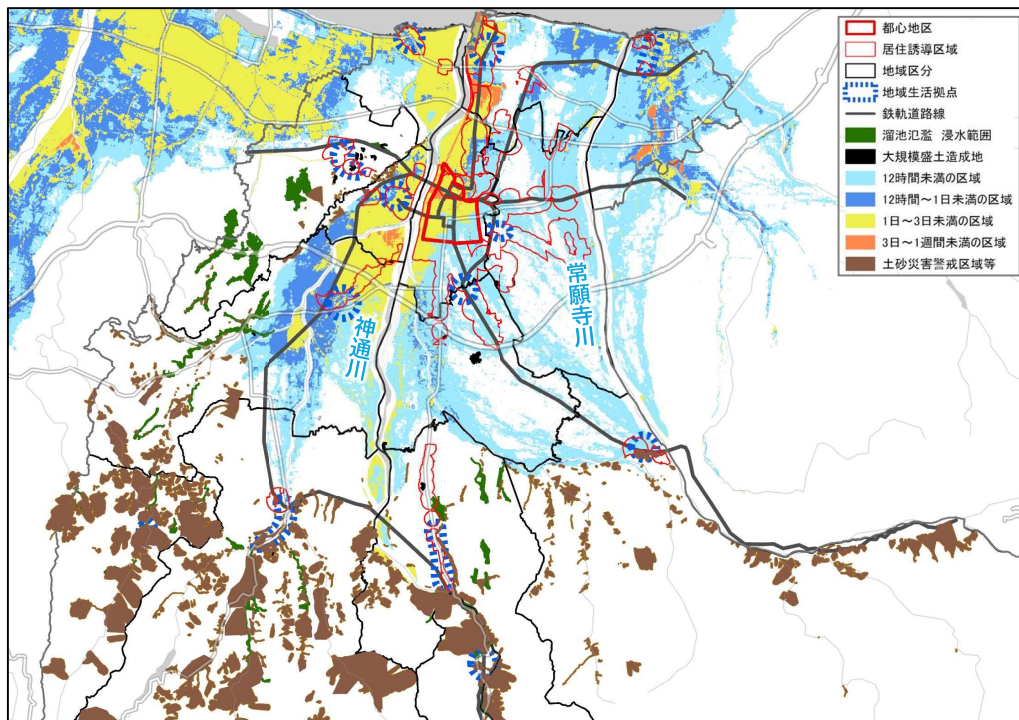 都心地区
居住誘導区域
地域区分
地域生活拠点
鉄軌道路線
溜池氾濫 浸水範囲
大規模盛土造成地
12時間未満の区域
12時間～1日未満の区域
1日～3日未満の区域
3日～1週間未満の区域
土砂災害警戒区域等
常願寺川
神通川